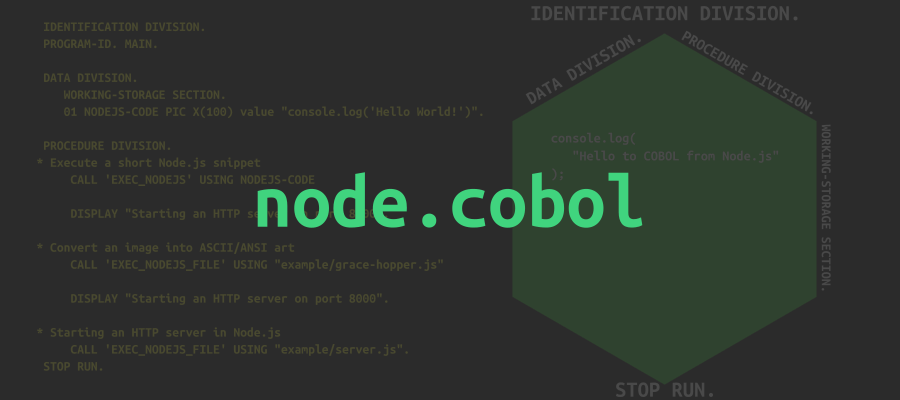 IDENTIFICATION DIVISION.
PROGRAM-ID. MAIN.
DATA DIVISION.
WORKING-STORAGE SECTION.
01 NODEJS-CODE PIC X(100) value "console.log('Hello World!')".
PROCEDURE DIVISION.
* Execute a short Node.js snippet
CALL 'EXEC_NODEJS' USING NODEJS-CODE
DISPLAY "Starting an HTTP server
* Convert an image into ASCII/ANSI art
CALL 'EXEC_NODEJS_FILE' USING "example/grace-hopper.js"
DISPLAY "Starting an HTTP server on port 8000".
* Starting an HTTP server in Node.js
CALL 'EXEC_NODEJS_FILE' USING "example/server.js".
STOP RUN.
node.cobol
IDENTIFICATION DIVISION.
DATA DIVISION.
PROCEDURE DIVISION.
WORKING-STORAGE SECTION.
console.log(
"Hello to COBOL from Node.js"
);
STOP RUN.